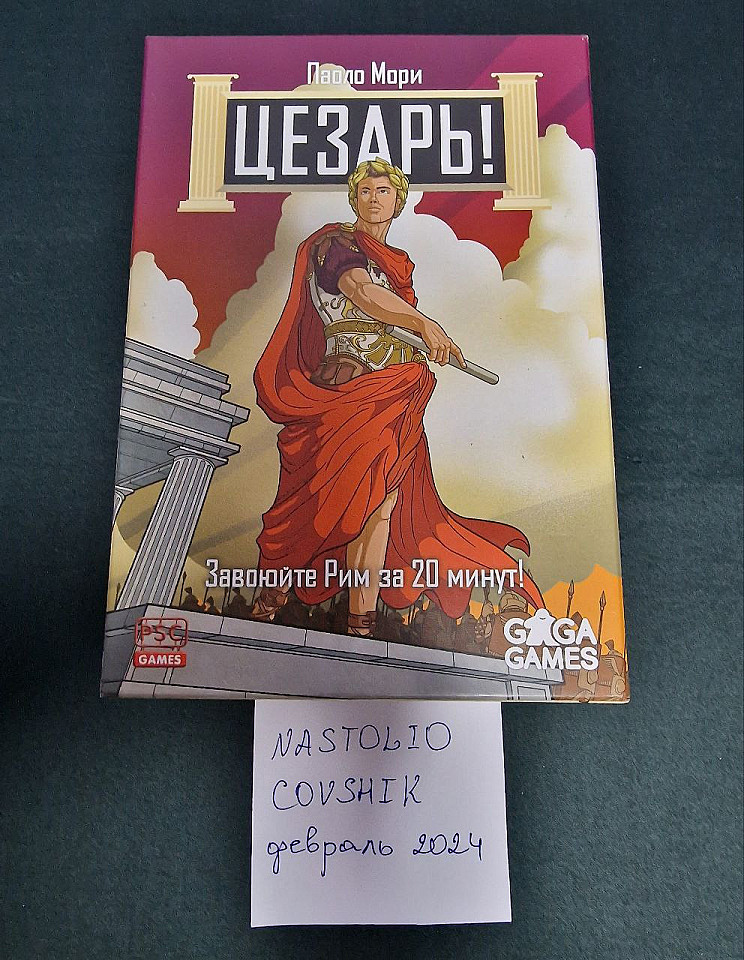 Паоло Мори
ЦЕЗАРЬ!
Завоюйте Рим за 20 минут!
PSC
GAMES
GAGA
GAMES
NASTOLIO
COVSHIK
февраль 2024